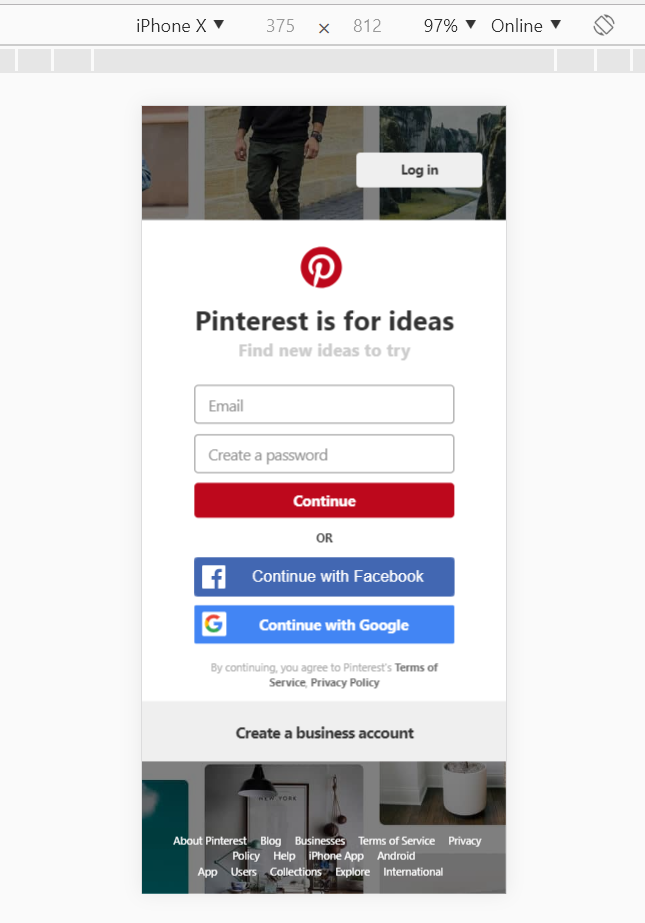 iPhone X ▼ 375 × 812 97% ▼ Online ▼
Log in
Pinterest is for ideas
Find new ideas to try
Email
Create a password
Continue
OR
Continue with Facebook
Continue with Google
By continuing, you agree to Pinterest's Terms of
Service, Privacy Policy
Create a business account
NEW YORK
About Pinterest Blog Businesses Terms of Service Privacy
Policy Help iPhone App Android
App Users Collections Explore International